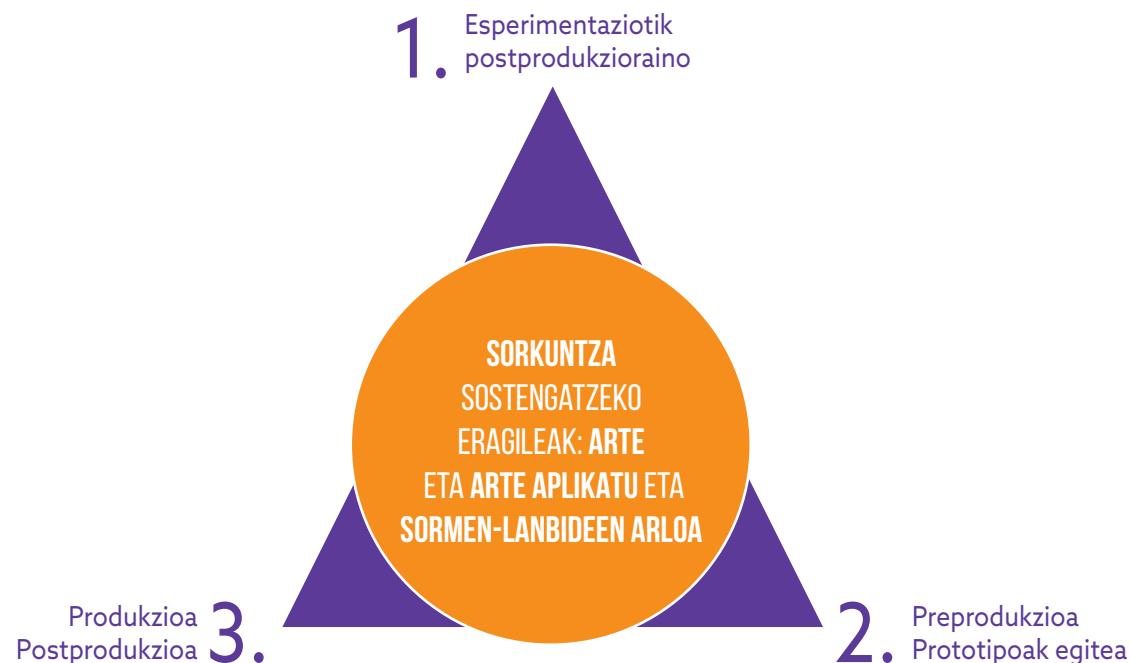 1. Esperimentaziotik
postprodukzioraino
SORKUNTZA
SOSTENGATZEKO
ERAGILEAK: ARTE
ETA ARTE APLIKATU ETA
SORMEN-LANBIDEEN ARLOA
2. Preprodukzioa
Prototipoak egitea
3. Produkzioa
Postprodukzioa